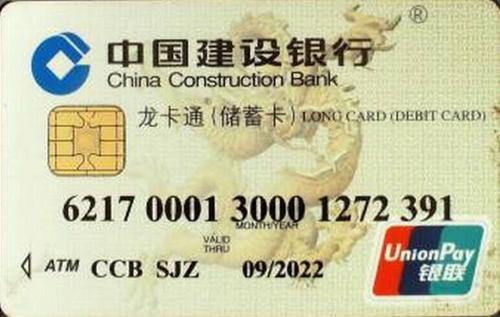 ®
中国建设银行
China Construction Bank
龙卡通(储蓄卡) LONG CARD (DEBIT CARD)
6217 0001 3000 1272 391
MONTH/YEAR
VALID
THRU
ATM CCB SJZ 09/2022
UnionPay
银联